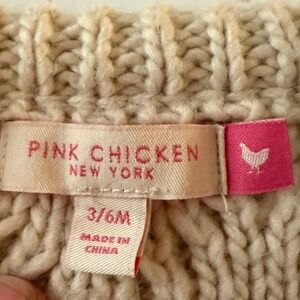 PINK CHICKEN
NEW YORK
3/6M
MADE IN
CHINA